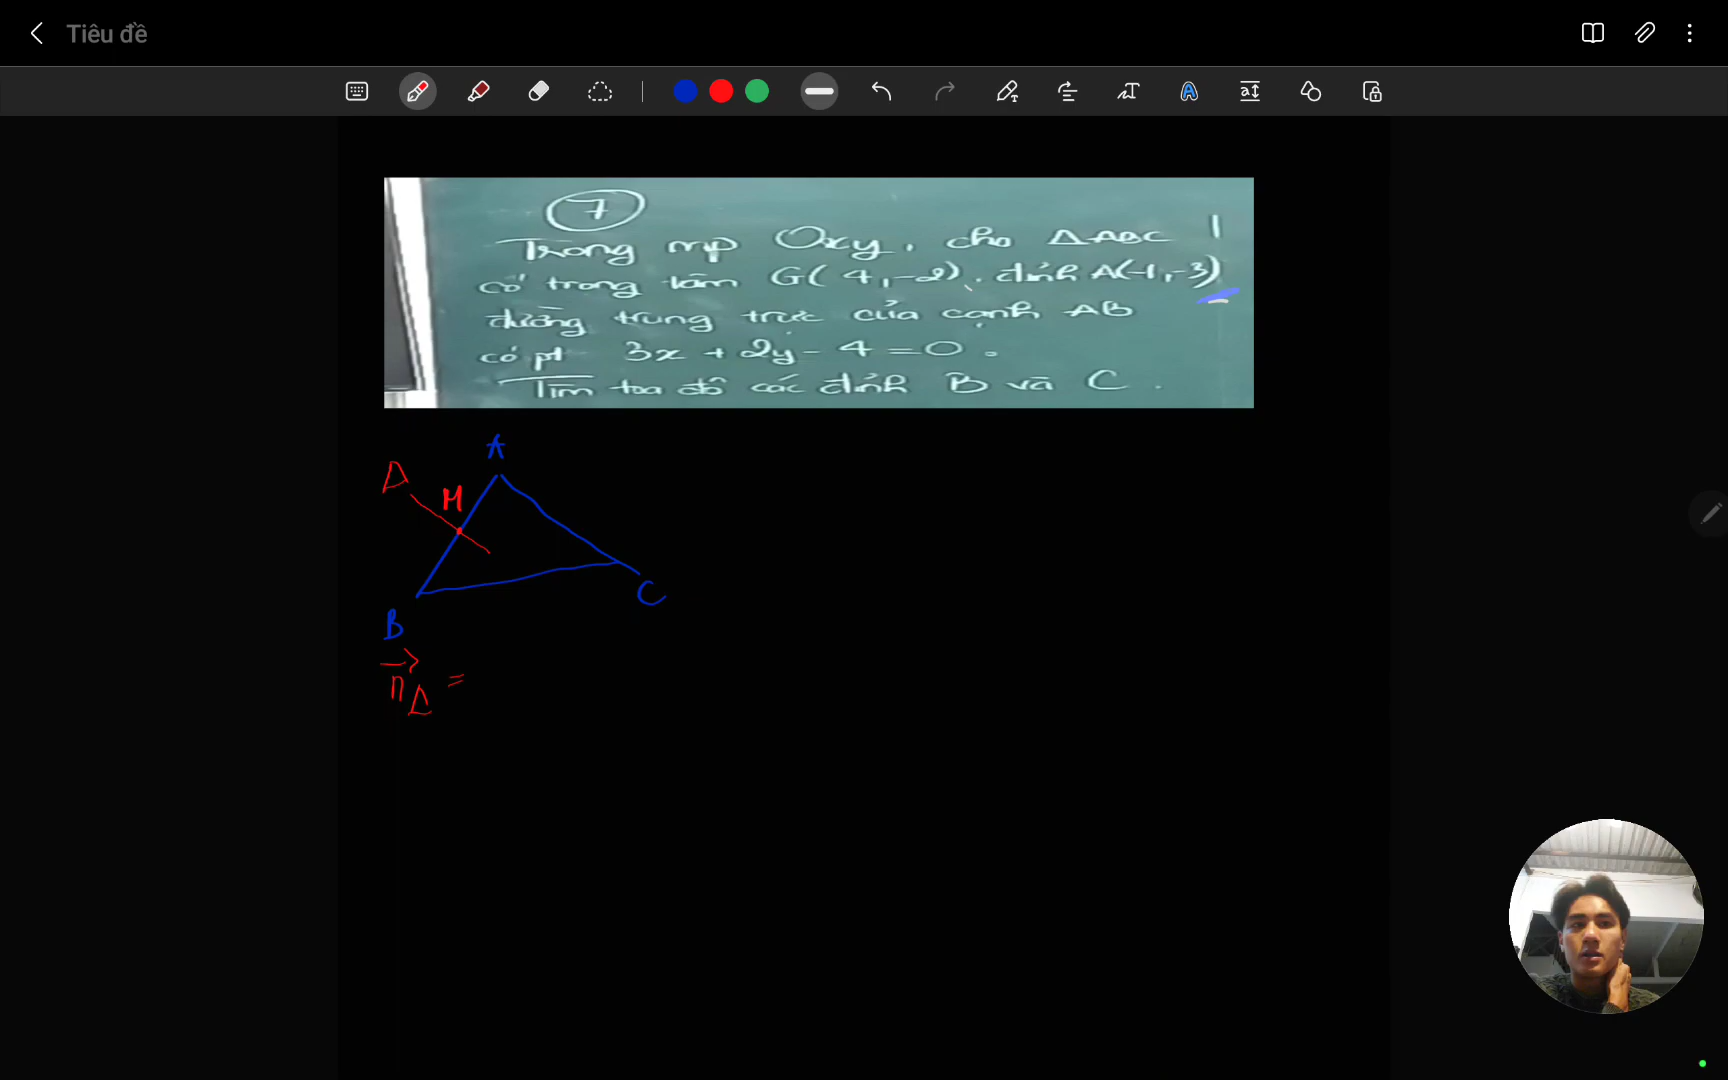 Tiêu đề
7
Trong mp Oxy, cho ΔABC
có trọng tâm G(4,-2). đỉnh A(-1,-3)
đường trung trực của cạnh AB
có pt 3x + 2y - 4 = 0.
Tìm tọa độ các đỉnh B và C.
A
Δ
M
C
B
n⃗Δ =